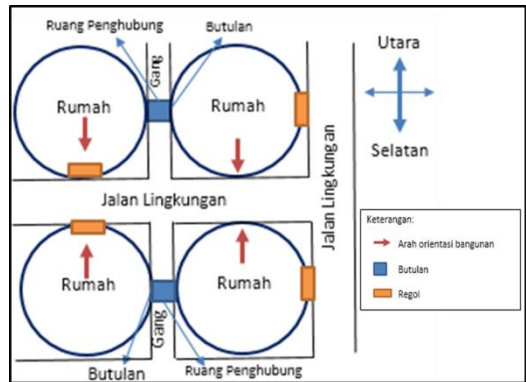 Ruang Penghubung
Butulan
Utara
Gang
Rumah
Rumah
Selatan
Jalan Lingkungan
Jalan Lingkungan
Keterangan:
Arah orientasi bangunan
Butulan
Regol
Rumah
Rumah
Gang
Butulan
Ruang Penghubung